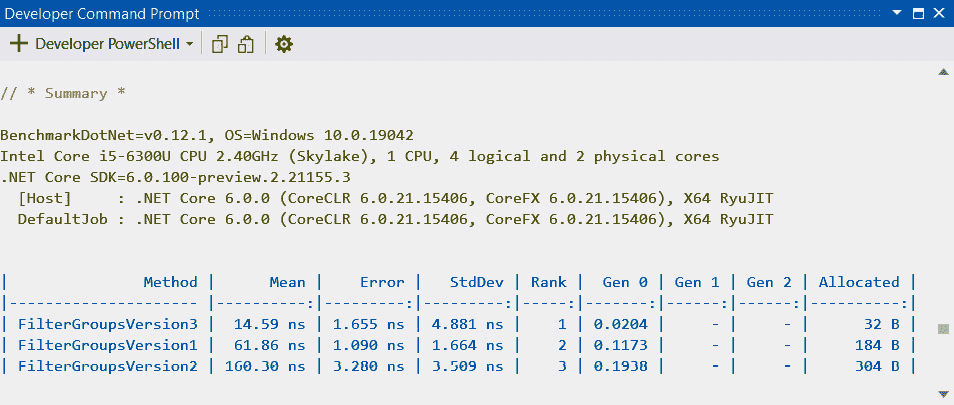 Developer Command Prompt
Developer PowerShell
// * Summary *
BenchmarkDotNet=v0.12.1, OS=Windows 10.0.19042
Intel Core i5-6300U CPU 2.40GHz (Skylake), 1 CPU, 4 logical and 2 physical cores
.NET Core SDK=6.0.100-preview.2.21155.3
  [Host]     : .NET Core 6.0.0 (CoreCLR 6.0.21.15406, CoreFX 6.0.21.15406), X64 RyuJIT
  DefaultJob : .NET Core 6.0.0 (CoreCLR 6.0.21.15406, CoreFX 6.0.21.15406), X64 RyuJIT
|              Method |      Mean |    Error |   StdDev | Rank |  Gen 0 | Gen 1 | Gen 2 | Allocated |
|-------------------- |----------:|---------:|---------:|-----:|-------:|------:|------:|----------:|
| FilterGroupsVersion3 |  14.59 ns | 1.655 ns | 4.881 ns |    1 | 0.0204 |     - |     - |      32 B |
| FilterGroupsVersion1 |  61.86 ns | 1.090 ns | 1.664 ns |    2 | 0.1173 |     - |     - |     184 B |
| FilterGroupsVersion2 | 160.30 ns | 3.280 ns | 3.509 ns |    3 | 0.1938 |     - |     - |     304 B |